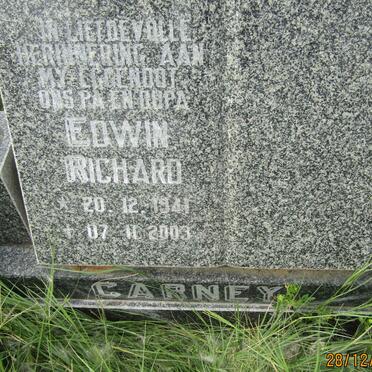 IN LIEFDEVOLLE
HERINNERING AAN
MY EGGENOOT
ONS PA EN OUPA
EDWIN
RICHARD
* 20.12.1941
+ 07.11.2003
CARNEY
28/12/